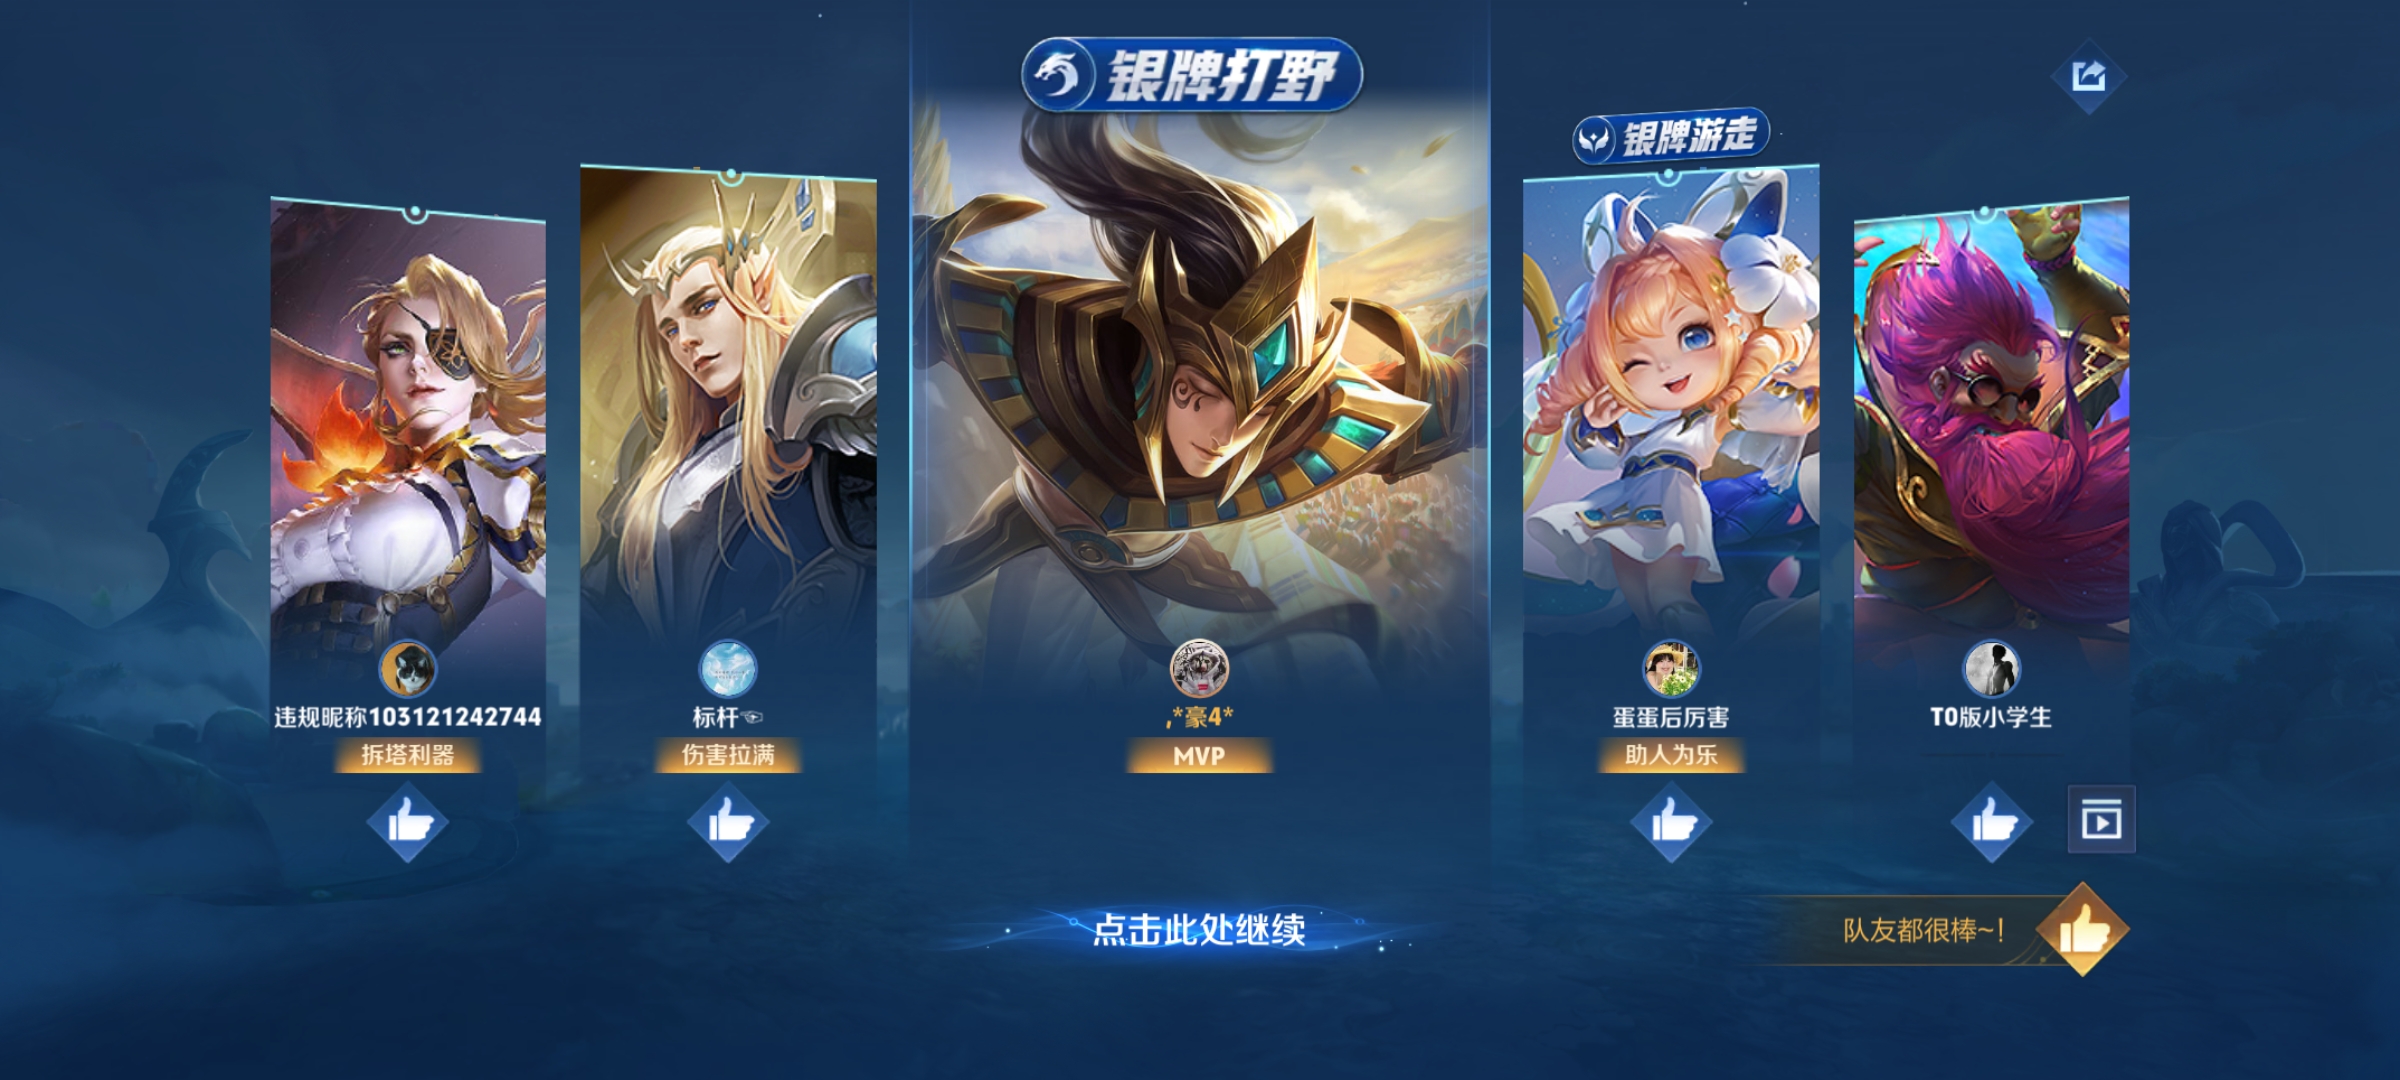 银牌打野
银牌游走
违规昵称103121242744
拆塔利器
标杆☜
伤害拉满
,*豪4*
MVP
蛋蛋后厉害
助人为乐
TO版小学生
点击此处继续
队友都很棒~!